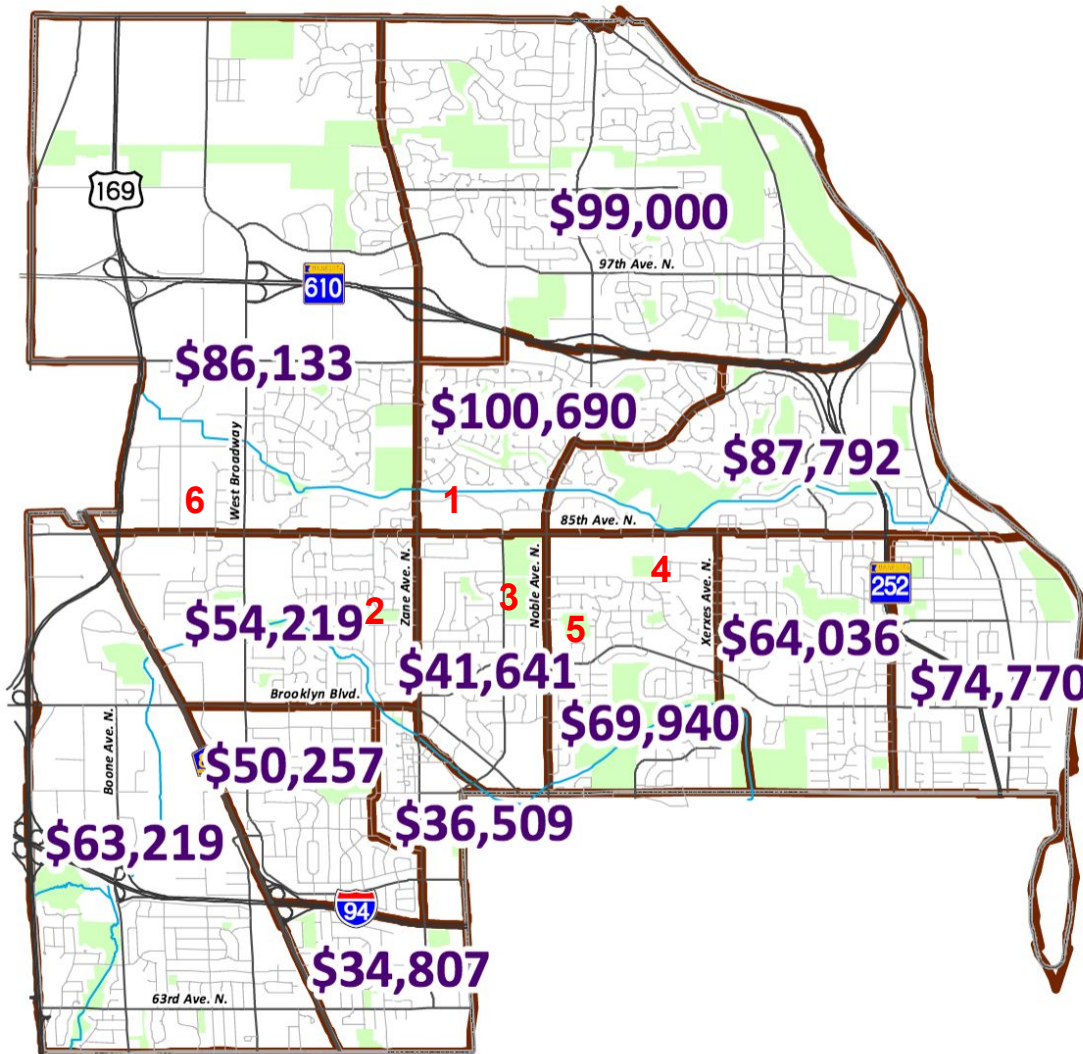 169
$99,000
97th Ave. N.
610
$86,133
$100,690
West Broadway
$87,792
6
1
85th Ave. N.
Zane Ave. N.
Noble Ave. N.
Xerxes Ave. N.
4
252
3
2
5
$54,219
$64,036
$41,641
$74,770
Brooklyn Blvd.
$69,940
Boone Ave. N.
$50,257
$36,509
$63,219
94
$34,807
63rd Ave. N.